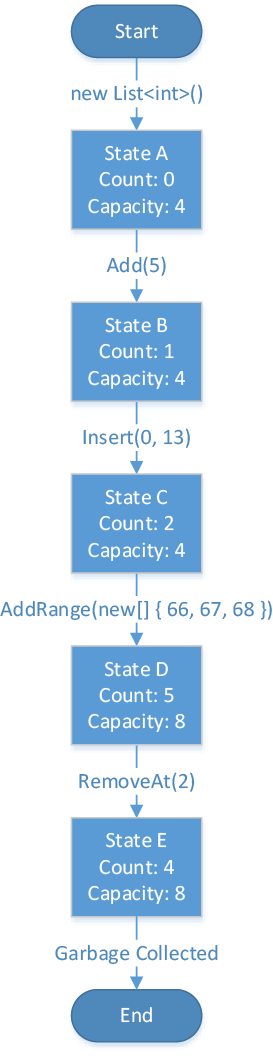 Start
new List<int>()
State A
Count: 0
Capacity: 4
Add(5)
State B
Count: 1
Capacity: 4
Insert(0, 13)
State C
Count: 2
Capacity: 4
AddRange(new[] { 66, 67, 68 })
State D
Count: 5
Capacity: 8
RemoveAt(2)
State E
Count: 4
Capacity: 8
Garbage Collected
End